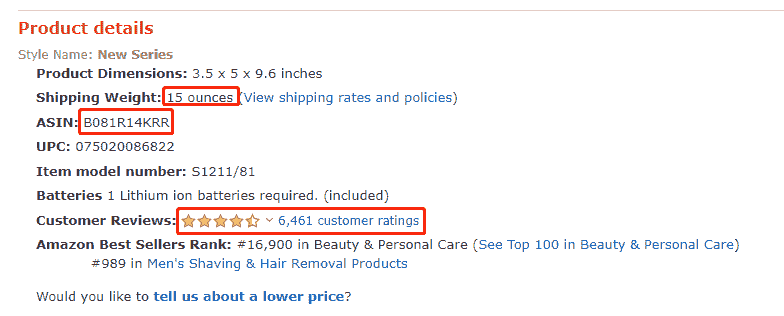 Product details
Style Name: New Series
Product Dimensions: 3.5 x 5 x 9.6 inches
Shipping Weight: 15 ounces (View shipping rates and policies)
ASIN: B081R14KRR
UPC: 075020086822
Item model number: S1211/81
Batteries 1 Lithium ion batteries required. (included)
Customer Reviews: 6,461 customer ratings
Amazon Best Sellers Rank: #16,900 in Beauty & Personal Care (See Top 100 in Beauty & Personal Care)
#989 in Men's Shaving & Hair Removal Products
Would you like to tell us about a lower price?